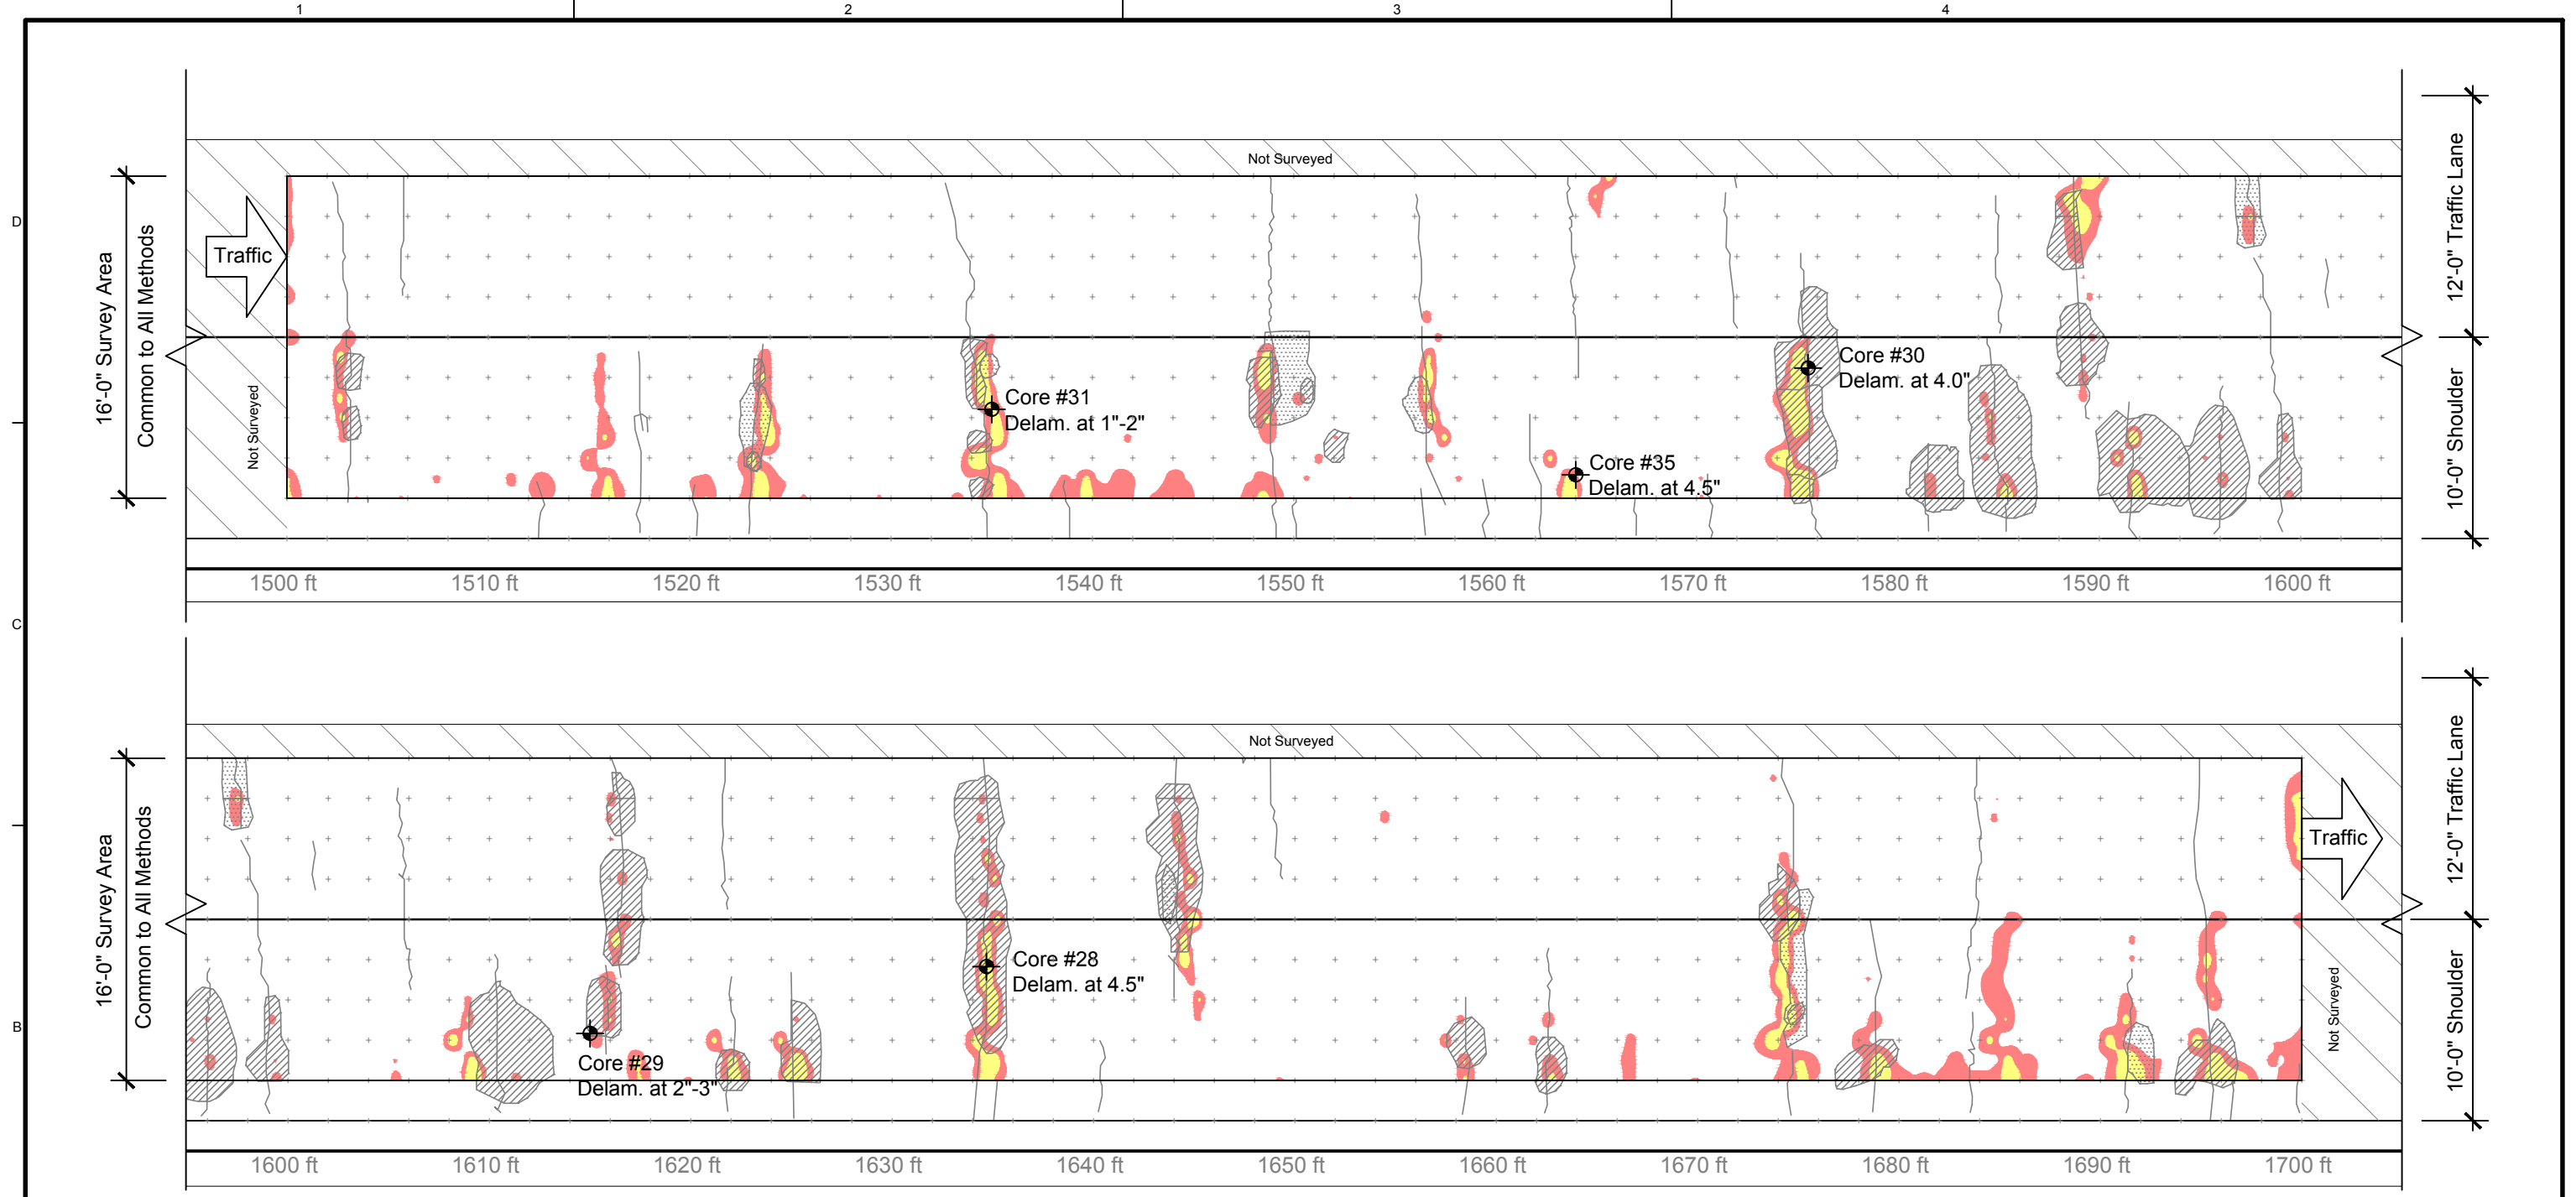 1 2 3 4
Not Surveyed
D
12'-0" Traffic Lane
16'-0" Survey Area
Common to All Methods
Traffic
Core #30
Delam. at 4.0"
Core #31
Delam. at 1"-2"
Not Surveyed
Core #35
Delam. at 4.5"
10'-0" Shoulder
1500 ft 1510 ft 1520 ft 1530 ft 1540 ft 1550 ft 1560 ft 1570 ft 1580 ft 1590 ft 1600 ft
C
Not Surveyed
12'-0" Traffic Lane
16'-0" Survey Area
Common to All Methods
Traffic
Core #28
Delam. at 4.5"
Not Surveyed
B
Core #29
Delam. at 2"-3"
10'-0" Shoulder
1600 ft 1610 ft 1620 ft 1630 ft 1640 ft 1650 ft 1660 ft 1670 ft 1680 ft 1690 ft 1700 ft